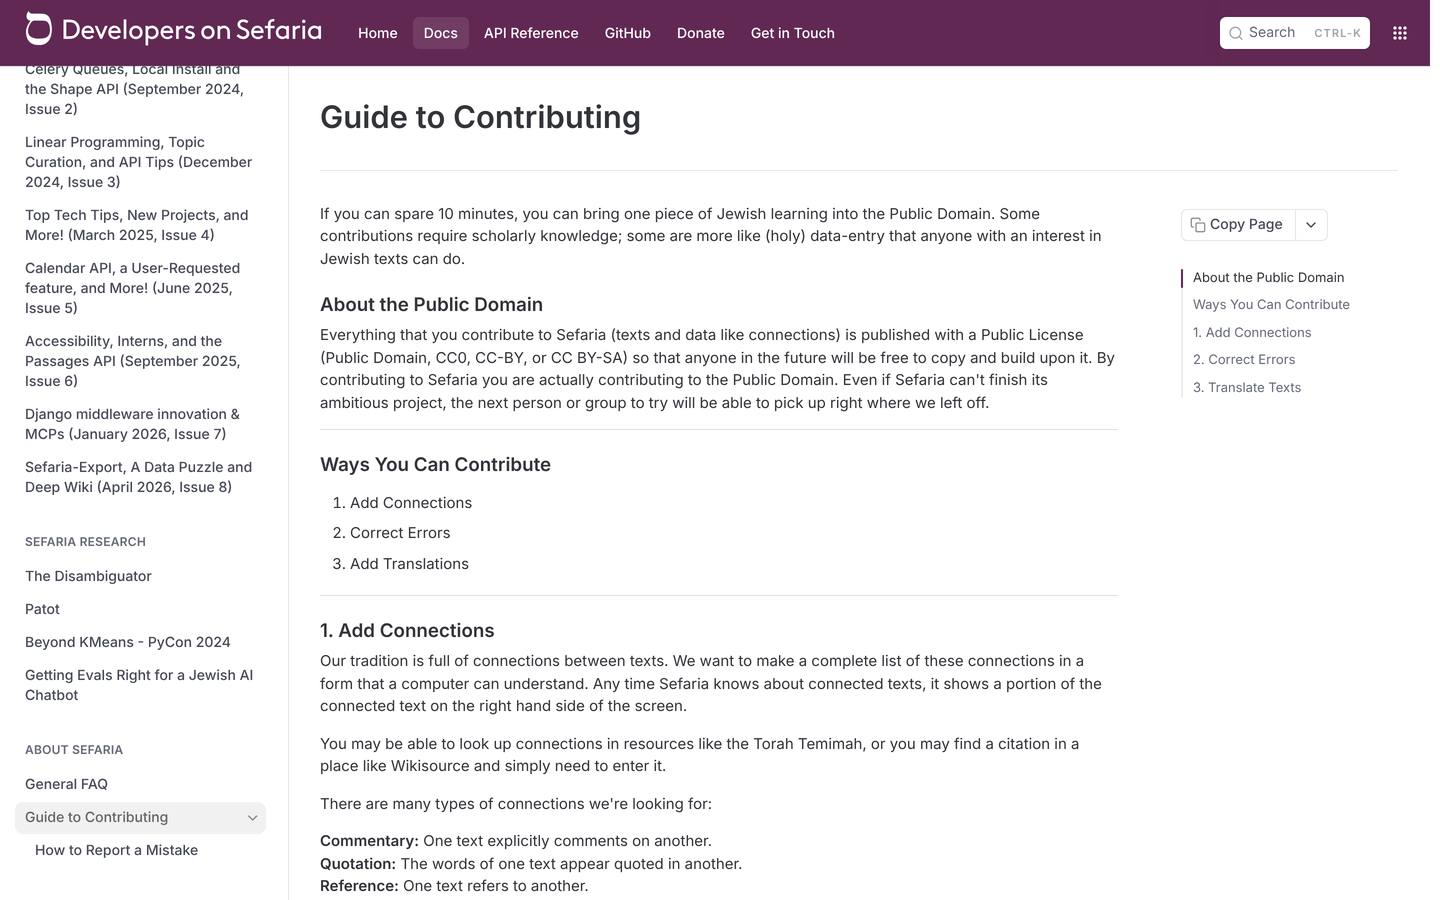 Developers on Sefaria
Home
Docs
API Reference
GitHub
Donate
Get in Touch
Search
CTRL-K
Celery Queues, Local Install and
the Shape API (September 2024,
Issue 2)
Linear Programming, Topic
Curation, and API Tips (December
2024, Issue 3)
Top Tech Tips, New Projects, and
More! (March 2025, Issue 4)
Calendar API, a User-Requested
feature, and More! (June 2025,
Issue 5)
Accessibility, Interns, and the
Passages API (September 2025,
Issue 6)
Django middleware innovation &
MCPs (January 2026, Issue 7)
Sefaria-Export, A Data Puzzle and
Deep Wiki (April 2026, Issue 8)
SEFARIA RESEARCH
The Disambiguator
Patot
Beyond KMeans - PyCon 2024
Getting Evals Right for a Jewish AI
Chatbot
ABOUT SEFARIA
General FAQ
Guide to Contributing
How to Report a Mistake
Guide to Contributing
If you can spare 10 minutes, you can bring one piece of Jewish learning into the Public Domain. Some
contributions require scholarly knowledge; some are more like (holy) data-entry that anyone with an interest in
Jewish texts can do.
About the Public Domain
Everything that you contribute to Sefaria (texts and data like connections) is published with a Public License
(Public Domain, CC0, CC-BY, or CC BY-SA) so that anyone in the future will be free to copy and build upon it. By
contributing to Sefaria you are actually contributing to the Public Domain. Even if Sefaria can't finish its
ambitious project, the next person or group to try will be able to pick up right where we left off.
Ways You Can Contribute
1. Add Connections
2. Correct Errors
3. Add Translations
1. Add Connections
Our tradition is full of connections between texts. We want to make a complete list of these connections in a
form that a computer can understand. Any time Sefaria knows about connected texts, it shows a portion of the
connected text on the right hand side of the screen.
You may be able to look up connections in resources like the Torah Temimah, or you may find a citation in a
place like Wikisource and simply need to enter it.
There are many types of connections we're looking for:
Commentary: One text explicitly comments on another.
Quotation: The words of one text appear quoted in another.
Reference: One text refers to another.
Copy Page
About the Public Domain
Ways You Can Contribute
1. Add Connections
2. Correct Errors
3. Translate Texts